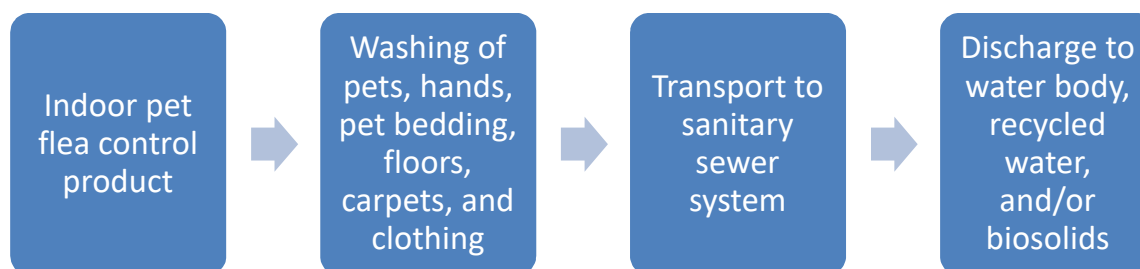 Indoor pet
flea control
product
Washing of
pets, hands,
pet bedding,
floors,
carpets, and
clothing
Transport to
sanitary
sewer
system
Discharge to
water body,
recycled
water,
and/or
biosolids